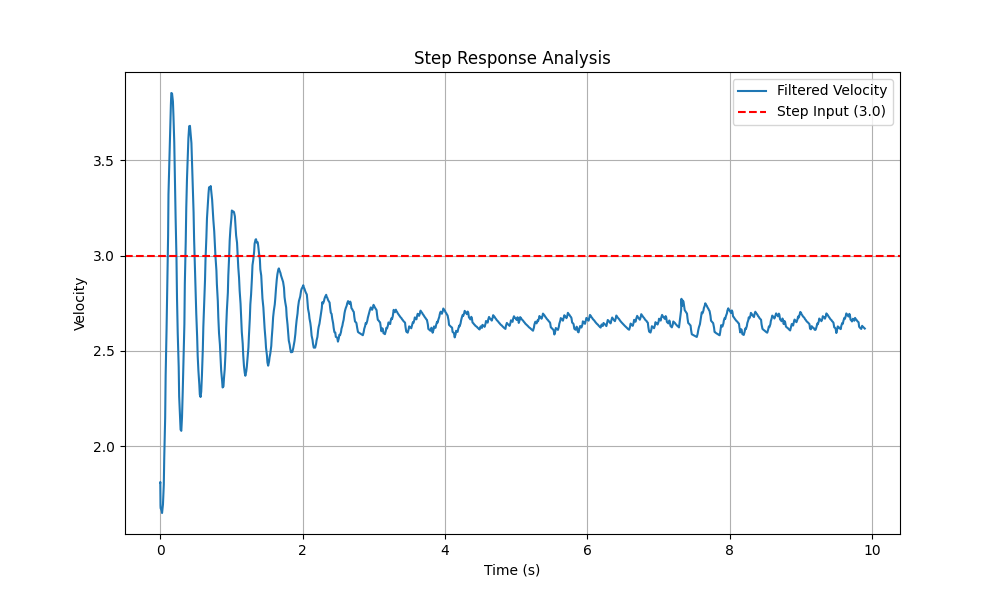 Step Response Analysis
Filtered Velocity
Step Input (3.0)
Velocity
3.5
3.0
2.5
2.0
0 2 4 6 8 10
Time (s)